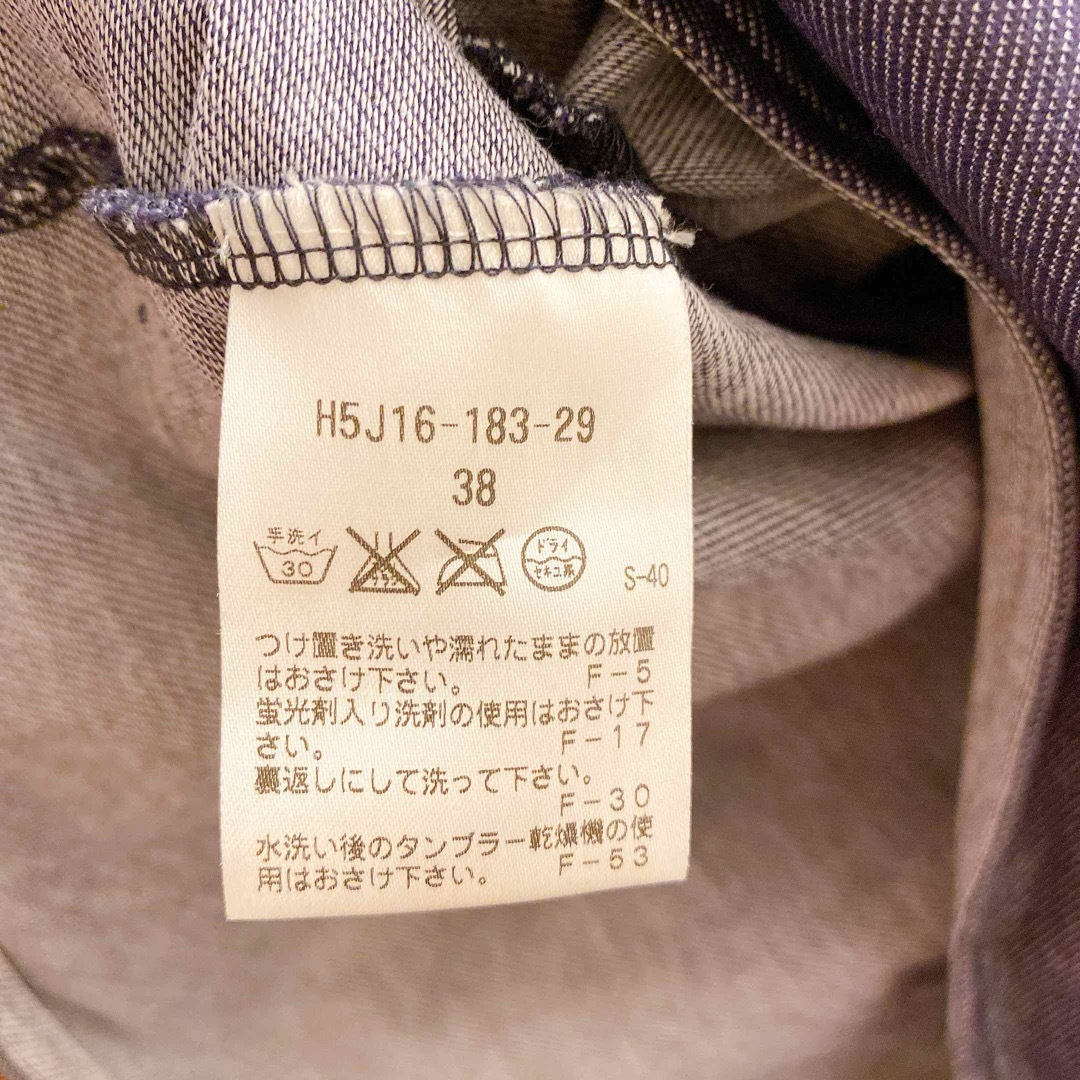 H5J16-183-29
38
手洗イ
30
ドライ
セキユ系
S-40
つけ置き洗いや濡れたままの放置
はおさけ下さい。 F-5
蛍光剤入り洗剤の使用はおさけ下
さい。 F-17
裏返しにして洗って下さい。
F-30
水洗い後のタンブラー乾燥機の使
用はおさけ下さい。 F-53